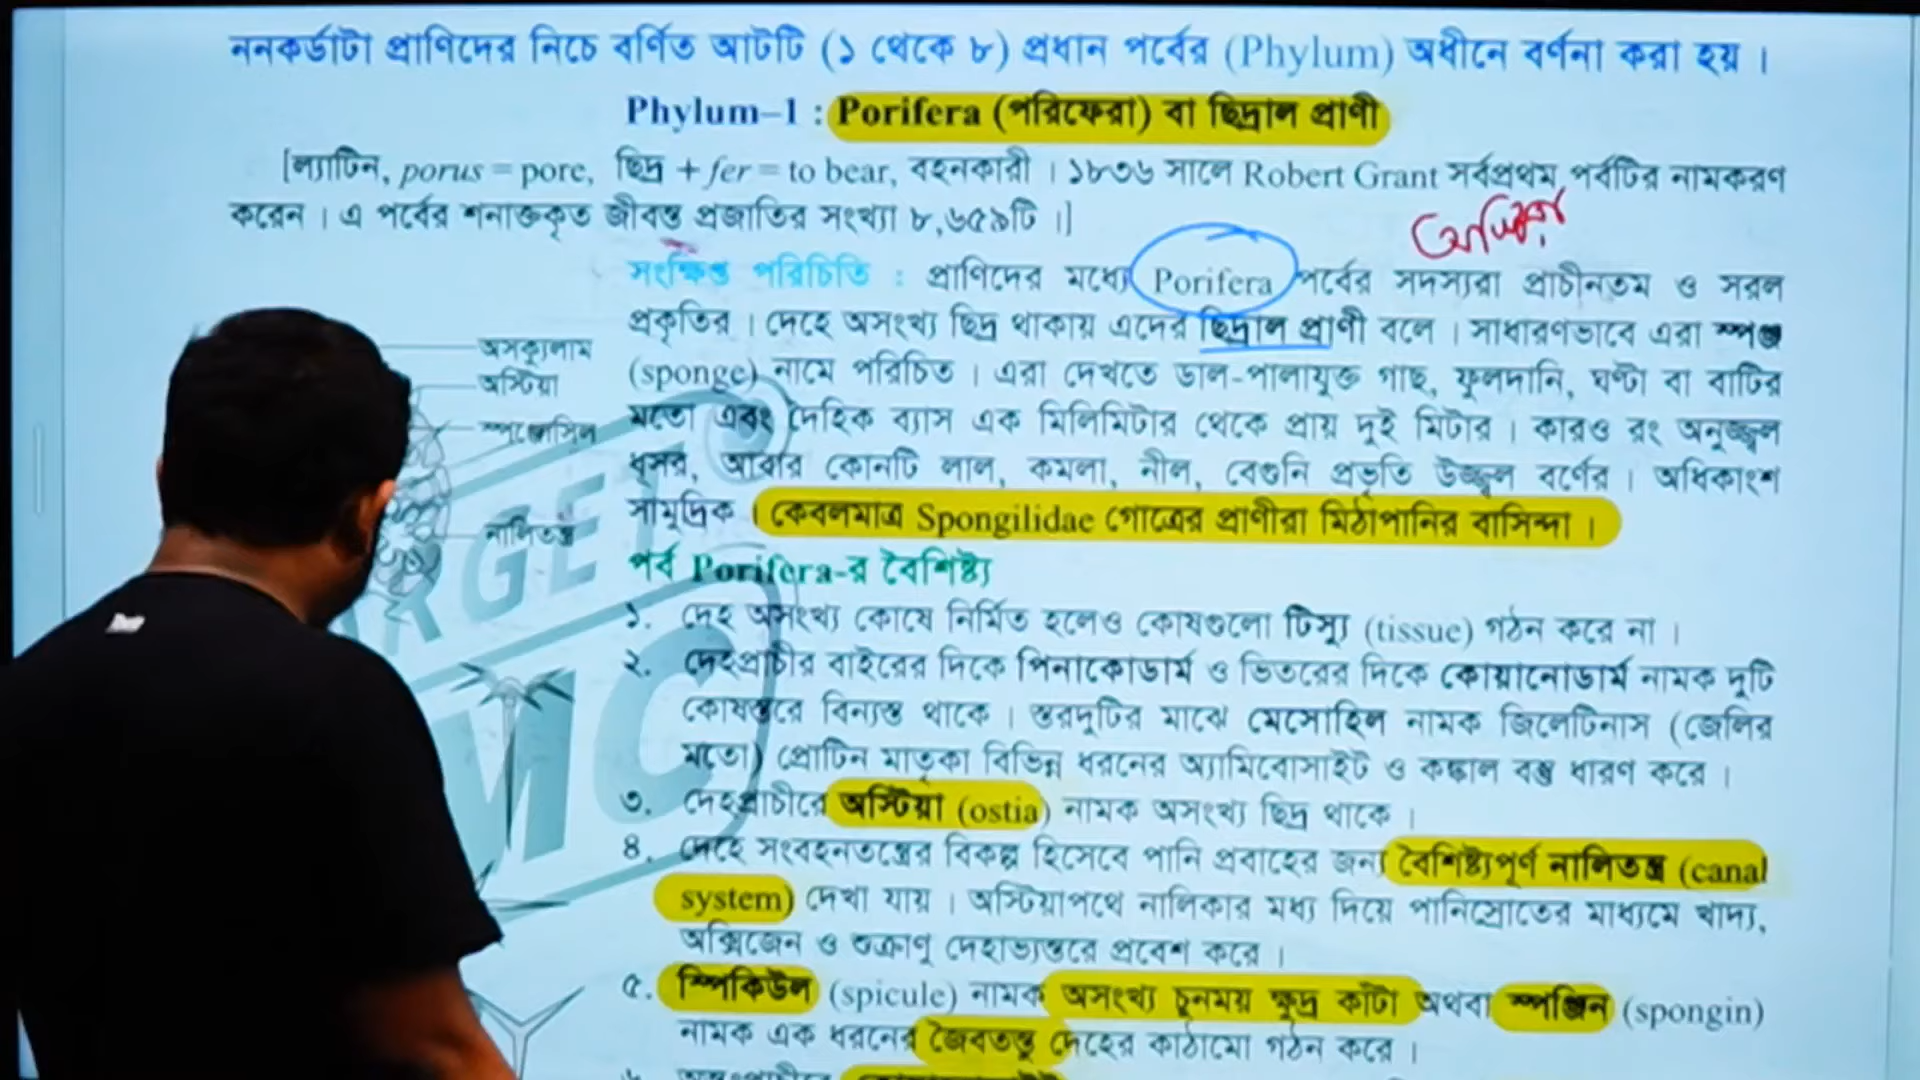 ননকর্ডাটা প্রাণিদের নিচে বর্ণিত আটটি (১ থেকে ৮) প্রধান পর্বের (Phylum) অধীনে বর্ণনা করা হয় ।
Phylum–1 : Porifera (পরিফেরা) বা ছিদ্রাল প্রাণী
[ল্যাটিন, porus = pore, ছিদ্র + fer = to bear, বহনকারী । ১৮৩৬ সালে Robert Grant সর্বপ্রথম পর্বটির নামকরণ
করেন । এ পর্বের শনাক্তকৃত জীবন্ত প্রজাতির সংখ্যা ৮,৬৫৯টি ।]
সংক্ষিপ্ত পরিচিতি : প্রাণিদের মধ্যে Porifera পর্বের সদস্যরা প্রাচীনতম ও সরল
প্রকৃতির । দেহে অসংখ্য ছিদ্র থাকায় এদের ছিদ্রাল প্রাণী বলে । সাধারণভাবে এরা স্পঞ্জ
(sponge) নামে পরিচিত । এরা দেখতে ডাল-পালাযুক্ত গাছ, ফুলদানি, ঘণ্টা বা বাটির
মতো এবং দৈহিক ব্যাস এক মিলিমিটার থেকে প্রায় দুই মিটার । কারও রং অনুজ্জ্বল
ধূসর, আবার কোনটি লাল, কমলা, নীল, বেগুনি প্রভৃতি উজ্জ্বল বর্ণের । অধিকাংশ
সামুদ্রিক । কেবলমাত্র Spongilidae গোত্রের প্রাণীরা মিঠাপানির বাসিন্দা ।
অসক্যুলাম
অস্টিয়া
স্পঞ্জোসিল
নালিতন্ত্র
পর্ব Porifera-র বৈশিষ্ট্য
১. দেহ অসংখ্য কোষে নির্মিত হলেও কোষগুলো টিস্যু (tissue) গঠন করে না ।
২. দেহপ্রাচীর বাইরের দিকে পিনাকোডার্ম ও ভিতরের দিকে কোয়ানোডার্ম নামক দুটি
কোষস্তরে বিন্যস্ত থাকে । স্তরদুটির মাঝে মেসোহিল নামক জিলেটিনাস (জেলির
মতো) প্রোটিন মাতৃকা বিভিন্ন ধরনের অ্যামিবোসাইট ও কঙ্কাল বস্তু ধারণ করে ।
৩. দেহপ্রাচীরে অস্টিয়া (ostia) নামক অসংখ্য ছিদ্র থাকে ।
৪. দেহে সংবহনতন্ত্রের বিকল্প হিসেবে পানি প্রবাহের জন্য বৈশিষ্ট্যপূর্ণ নালিতন্ত্র (canal
system) দেখা যায় । অস্টিয়াপথে নালিকার মধ্য দিয়ে পানিস্রোতের মাধ্যমে খাদ্য,
অক্সিজেন ও শুক্রাণু দেহাভ্যন্তরে প্রবেশ করে ।
৫. স্পিকিউল (spicule) নামক অসংখ্য চুনময় ক্ষুদ্র কাঁটা অথবা স্পঞ্জিন (spongin)
নামক এক ধরনের জৈবতন্তু দেহের কাঠামো গঠন করে ।